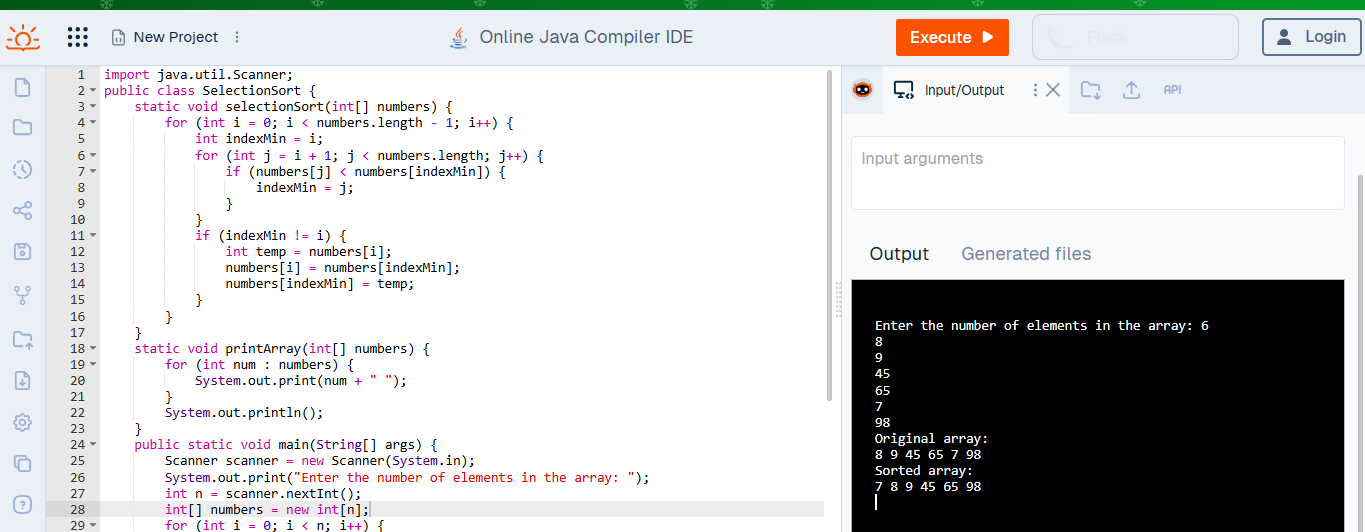 New Project
Online Java Compiler IDE
Execute
Flask
Login
1 import java.util.Scanner;
2 public class SelectionSort {
3 static void selectionSort(int[] numbers) {
4 for (int i = 0; i < numbers.length - 1; i++) {
5 int indexMin = i;
6 for (int j = i + 1; j < numbers.length; j++) {
7 if (numbers[j] < numbers[indexMin]) {
8 indexMin = j;
9 }
10 }
11 if (indexMin != i) {
12 int temp = numbers[i];
13 numbers[i] = numbers[indexMin];
14 numbers[indexMin] = temp;
15 }
16 }
17 }
18 static void printArray(int[] numbers) {
19 for (int num : numbers) {
20 System.out.print(num + " ");
21 }
22 System.out.println();
23 }
24 public static void main(String[] args) {
25 Scanner scanner = new Scanner(System.in);
26 System.out.print("Enter the number of elements in the array: ");
27 int n = scanner.nextInt();
28 int[] numbers = new int[n];
29 for (int i = 0; i < n; i++) {
Input/Output
API
Input arguments
Output
Generated files
Enter the number of elements in the array: 6
8
9
45
65
7
98
Original array:
8 9 45 65 7 98
Sorted array:
7 8 9 45 65 98